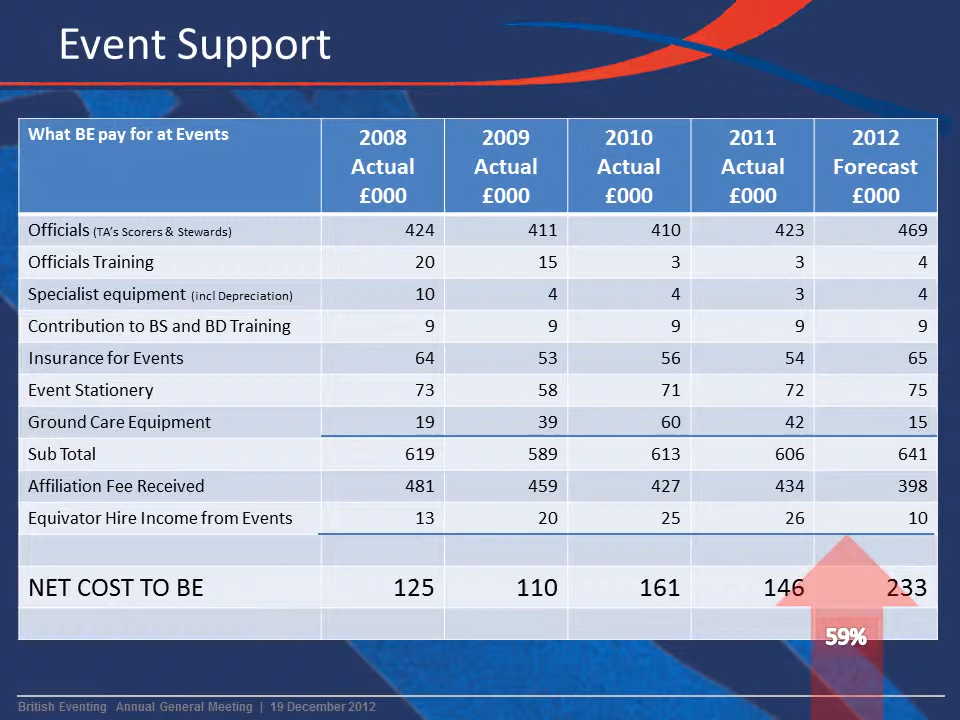 Event Support
What BE pay for at Events 2008 Actual £000 2009 Actual £000 2010 Actual £000 2011 Actual £000 2012 Forecast £000
Officials (TA's Scorers & Stewards) 424 411 410 423 469
Officials Training 20 15 3 3 4
Specialist equipment (incl Depreciation) 10 4 4 3 4
Contribution to BS and BD Training 9 9 9 9 9
Insurance for Events 64 53 56 54 65
Event Stationery 73 58 71 72 75
Ground Care Equipment 19 39 60 42 15
Sub Total 619 589 613 606 641
Affiliation Fee Received 481 459 427 434 398
Equivator Hire Income from Events 13 20 25 26 10
NET COST TO BE 125 110 161 146 233
59%
British Eventing Annual General Meeting | 19 December 2012